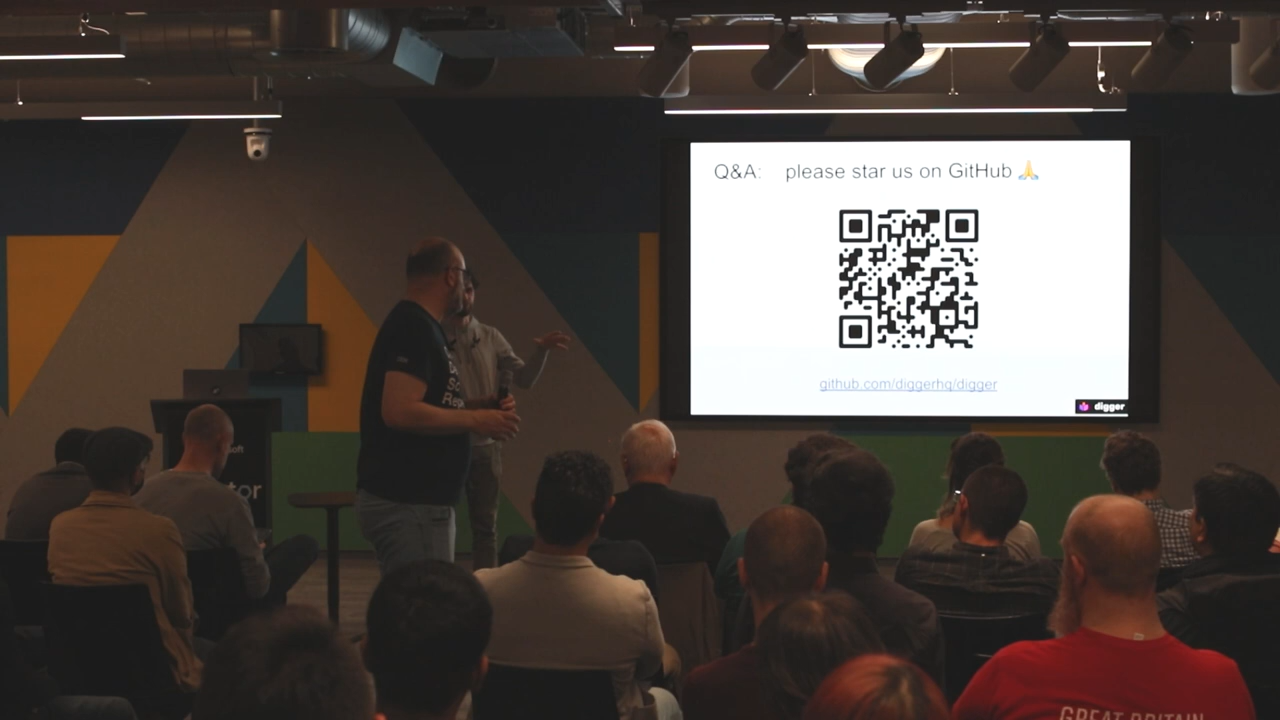 Q&A: please star us on GitHub 🙏
github.com/diggerhq/digger
digger
GREAT BRITAIN